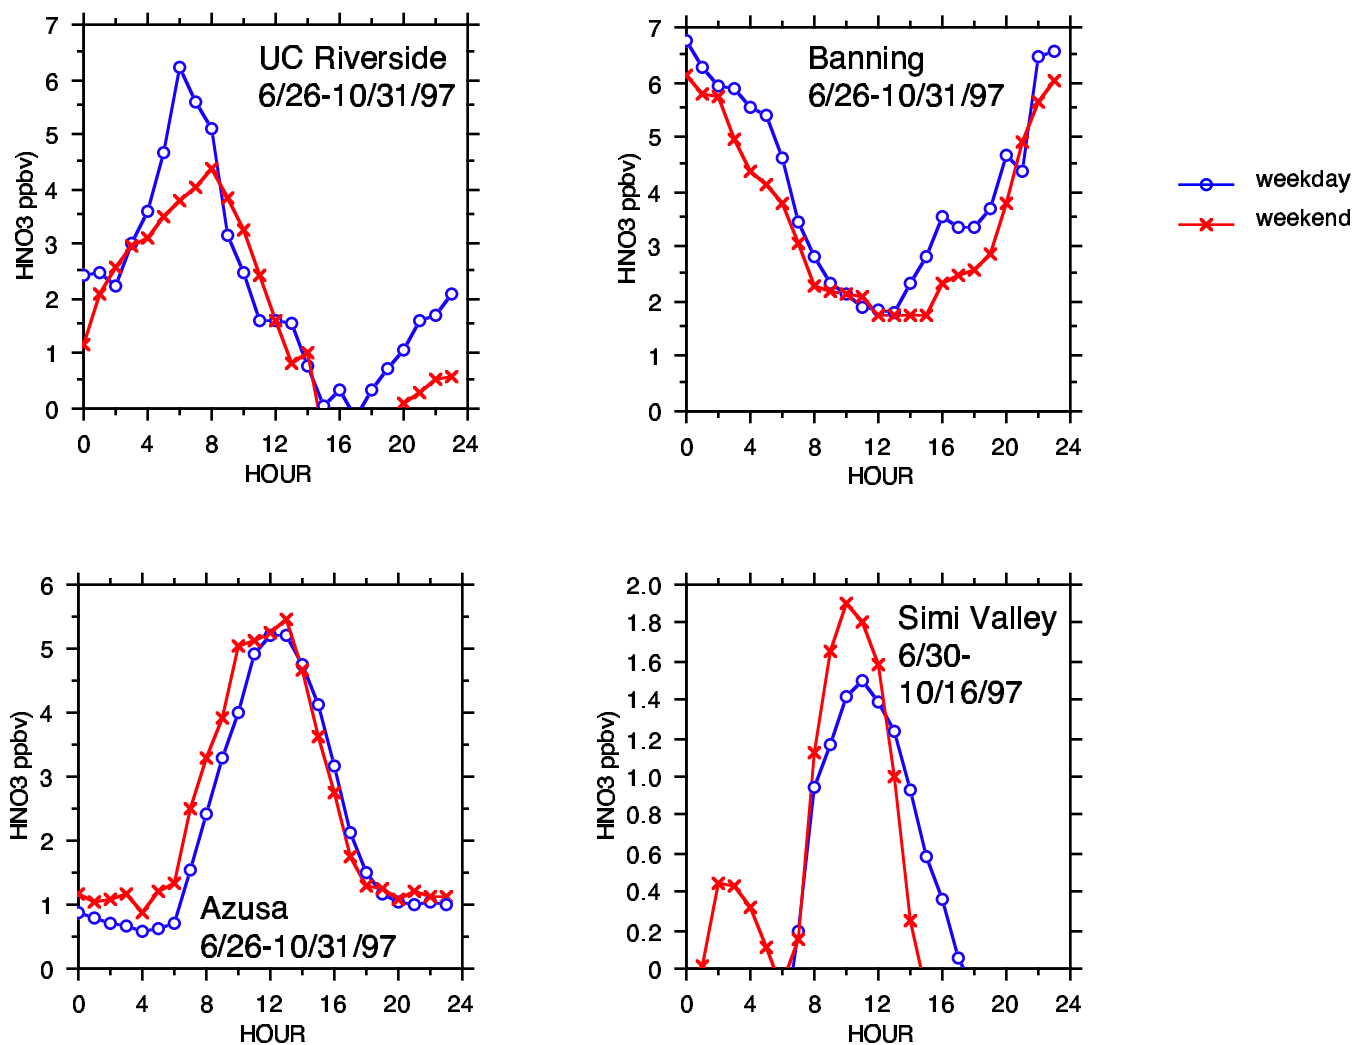 7
6
5
4
3
2
1
0
HNO3 ppbv)
UC Riverside
6/26-10/31/97
0 4 8 12 16 20 24
HOUR
7
6
5
4
3
2
1
0
HNO3 ppbv)
Banning
6/26-10/31/97
0 4 8 12 16 20 24
HOUR
weekday
weekend
6
5
4
3
2
1
0
HNO3 ppbv)
Azusa
6/26-10/31/97
0 4 8 12 16 20 24
HOUR
2.0
1.8
1.6
1.4
1.2
1.0
0.8
0.6
0.4
0.2
0
HNO3 ppbv)
Simi Valley
6/30-
10/16/97
0 4 8 12 16 20 24
HOUR